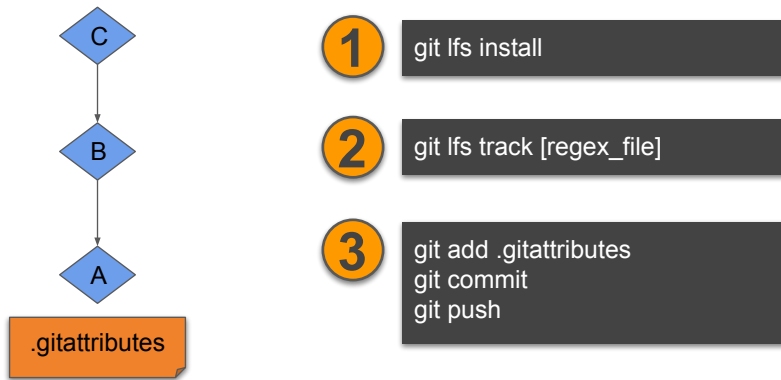 C
B
A
.gitattributes
1
git lfs install
2
git lfs track [regex_file]
3
git add .gitattributes
git commit
git push